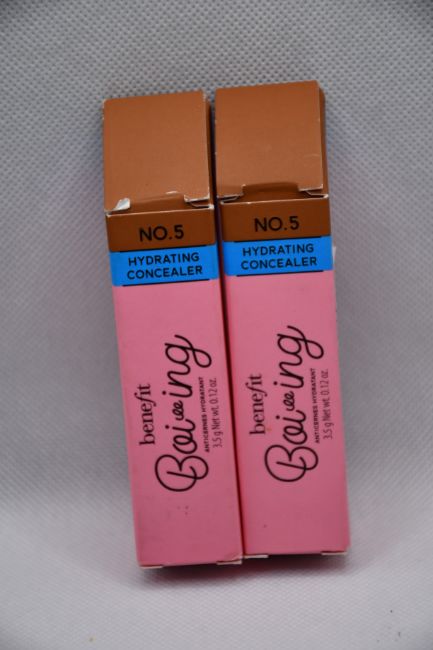 NO.5
HYDRATING
CONCEALER
benefit
Boi-ing
ANTICERNES HYDRATANT
3.5 g Net wt. 0.12 oz.
NO.5
HYDRATING
CONCEALER
benefit
Boi-ing
ANTICERNES HYDRATANT
3.5 g Net wt. 0.12 oz.